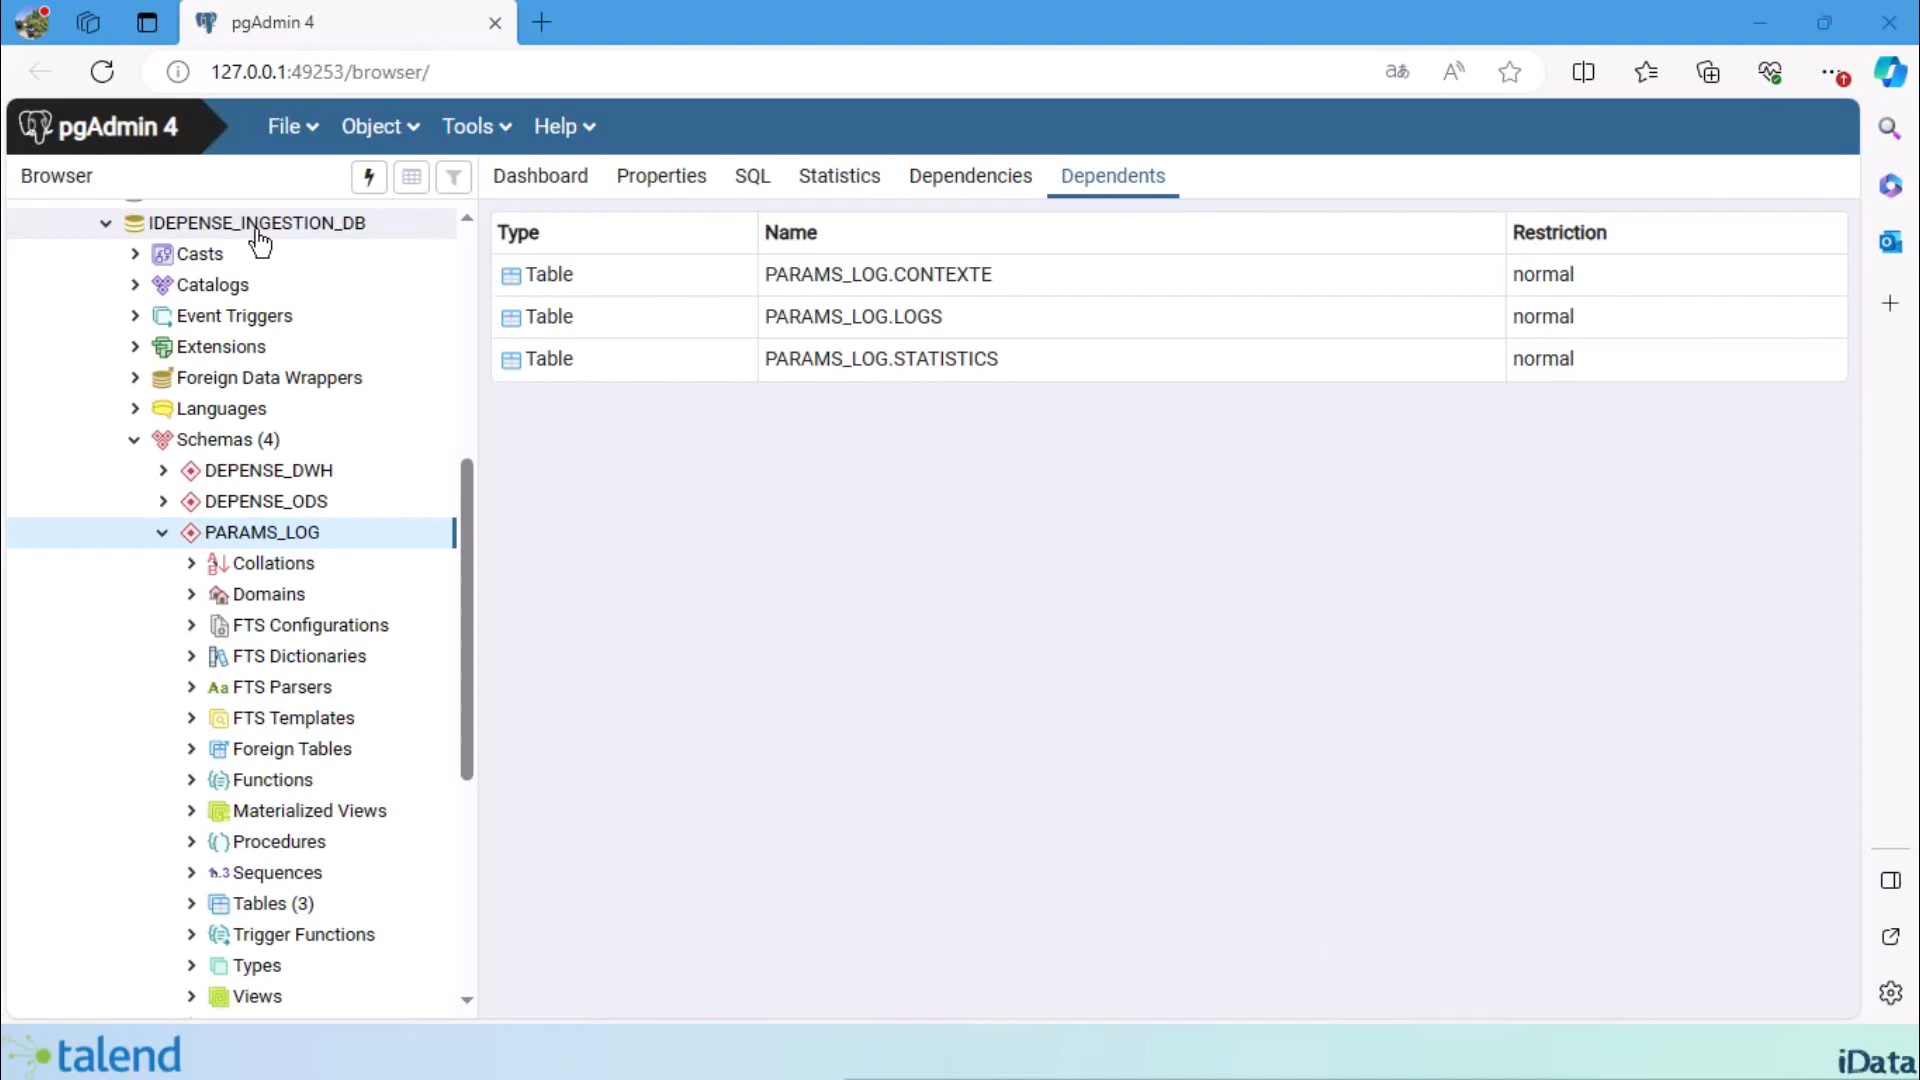 pgAdmin 4
127.0.0.1:49253/browser/
pgAdmin 4
File
Object
Tools
Help
Browser
Dashboard
Properties
SQL
Statistics
Dependencies
Dependents
Type Name Restriction
Table PARAMS_LOG.CONTEXTE normal
Table PARAMS_LOG.LOGS normal
Table PARAMS_LOG.STATISTICS normal
IDEPENSE_INGESTION_DB
Casts
Catalogs
Event Triggers
Extensions
Foreign Data Wrappers
Languages
Schemas (4)
DEPENSE_DWH
DEPENSE_ODS
PARAMS_LOG
Collations
Domains
FTS Configurations
FTS Dictionaries
Aa FTS Parsers
FTS Templates
Foreign Tables
Functions
Materialized Views
Procedures
Sequences
Tables (3)
Trigger Functions
Types
Views
talend
iData